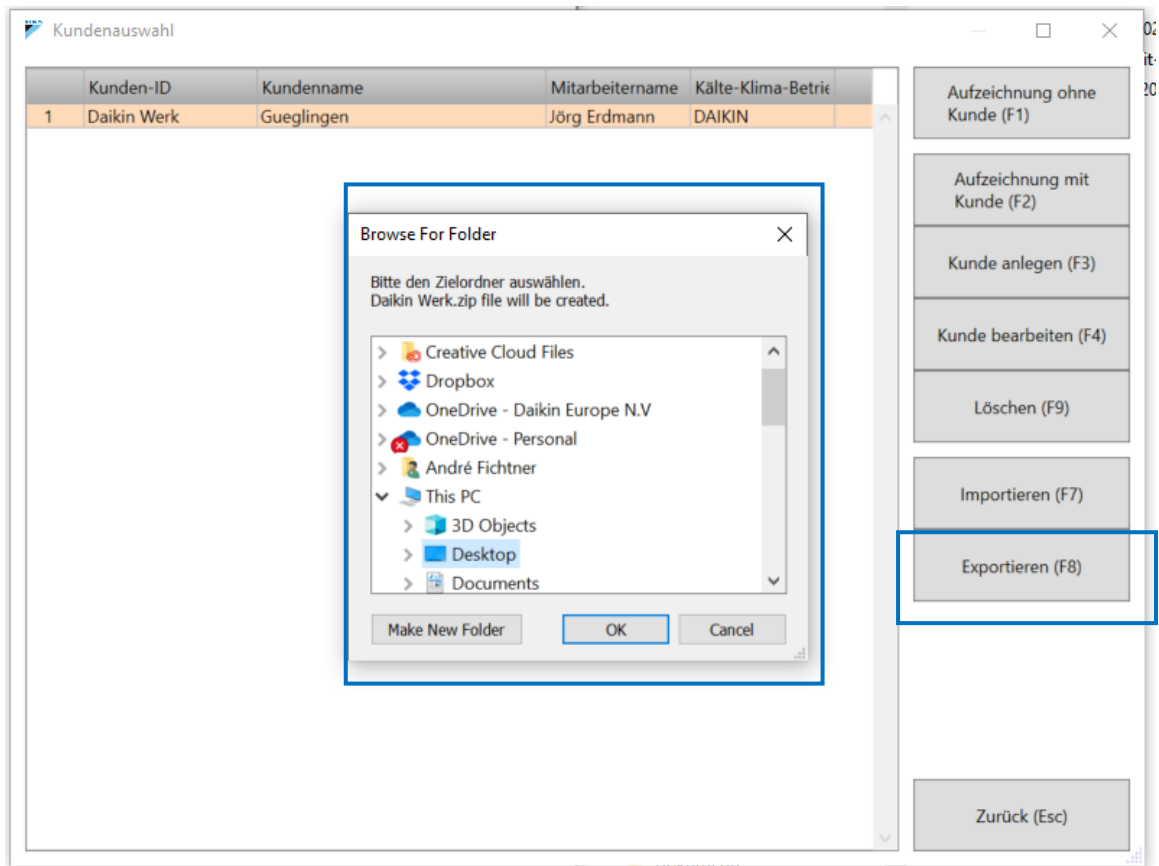 Kundenauswahl
Kunden-ID Kundenname Mitarbeitername Kälte-Klima-Betrie
1 Daikin Werk Gueglingen Jörg Erdmann DAIKIN
Browse For Folder
Bitte den Zielordner auswählen.
Daikin Werk.zip file will be created.
Creative Cloud Files
Dropbox
OneDrive - Daikin Europe N.V
OneDrive - Personal
André Fichtner
This PC
3D Objects
Desktop
Documents
Make New Folder OK Cancel
Aufzeichnung ohne
Kunde (F1)
Aufzeichnung mit
Kunde (F2)
Kunde anlegen (F3)
Kunde bearbeiten (F4)
Löschen (F9)
Importieren (F7)
Exportieren (F8)
Zurück (Esc)